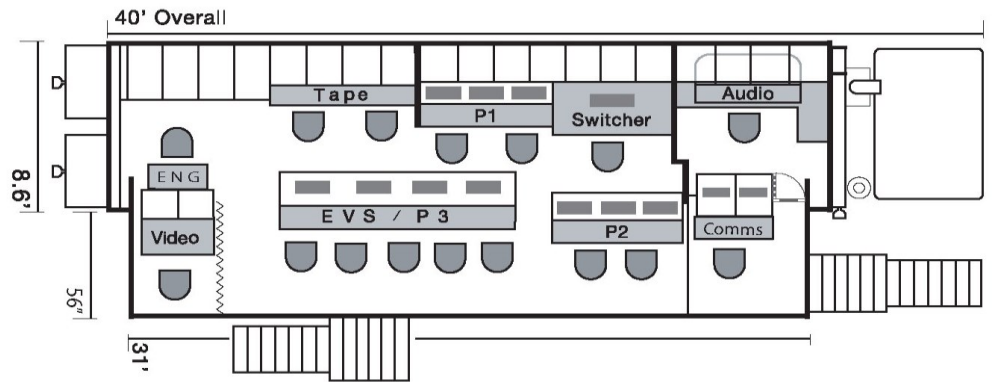 40' Overall
Tape
P1
Switcher
Audio
8.6'
ENG
Video
EVS / P3
P2
Comms
56"
31'